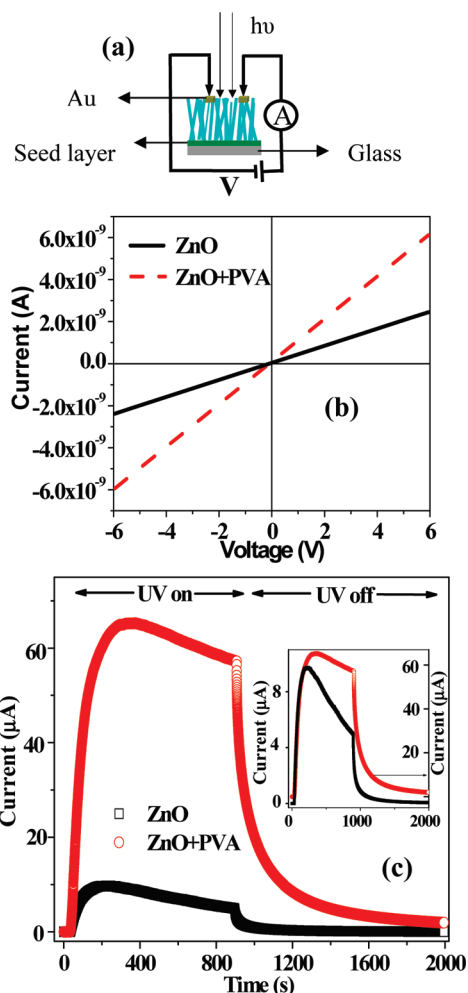 (a)
hυ
Au
A
Seed layer
Glass
V
6.0x10⁻⁹
ZnO
4.0x10⁻⁹
ZnO+PVA
2.0x10⁻⁹
0.0
-2.0x10⁻⁹
(b)
-4.0x10⁻⁹
-6.0x10⁻⁹
Current (A)
-6 -4 -2 0 2 4 6
Voltage (V)
UV on UV off
60
40
20
0
Current (µA)
ZnO
ZnO+PVA
8
4
0
Current (µA)
60
40
20
0
Current (µA)
0 1000 2000
(c)
0 400 800 1200 1600 2000
Time (s)